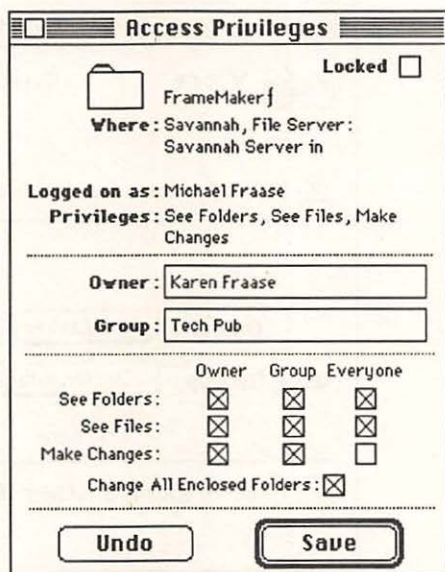 Access Privileges
Locked
FrameMaker ƒ
Where: Savannah, File Server:
Savannah Server in
Logged on as: Michael Fraase
Privileges: See Folders, See Files, Make
Changes
Owner: Karen Fraase
Group: Tech Pub
Owner Group Everyone
See Folders:
See Files:
Make Changes:
Change All Enclosed Folders:
Undo Save